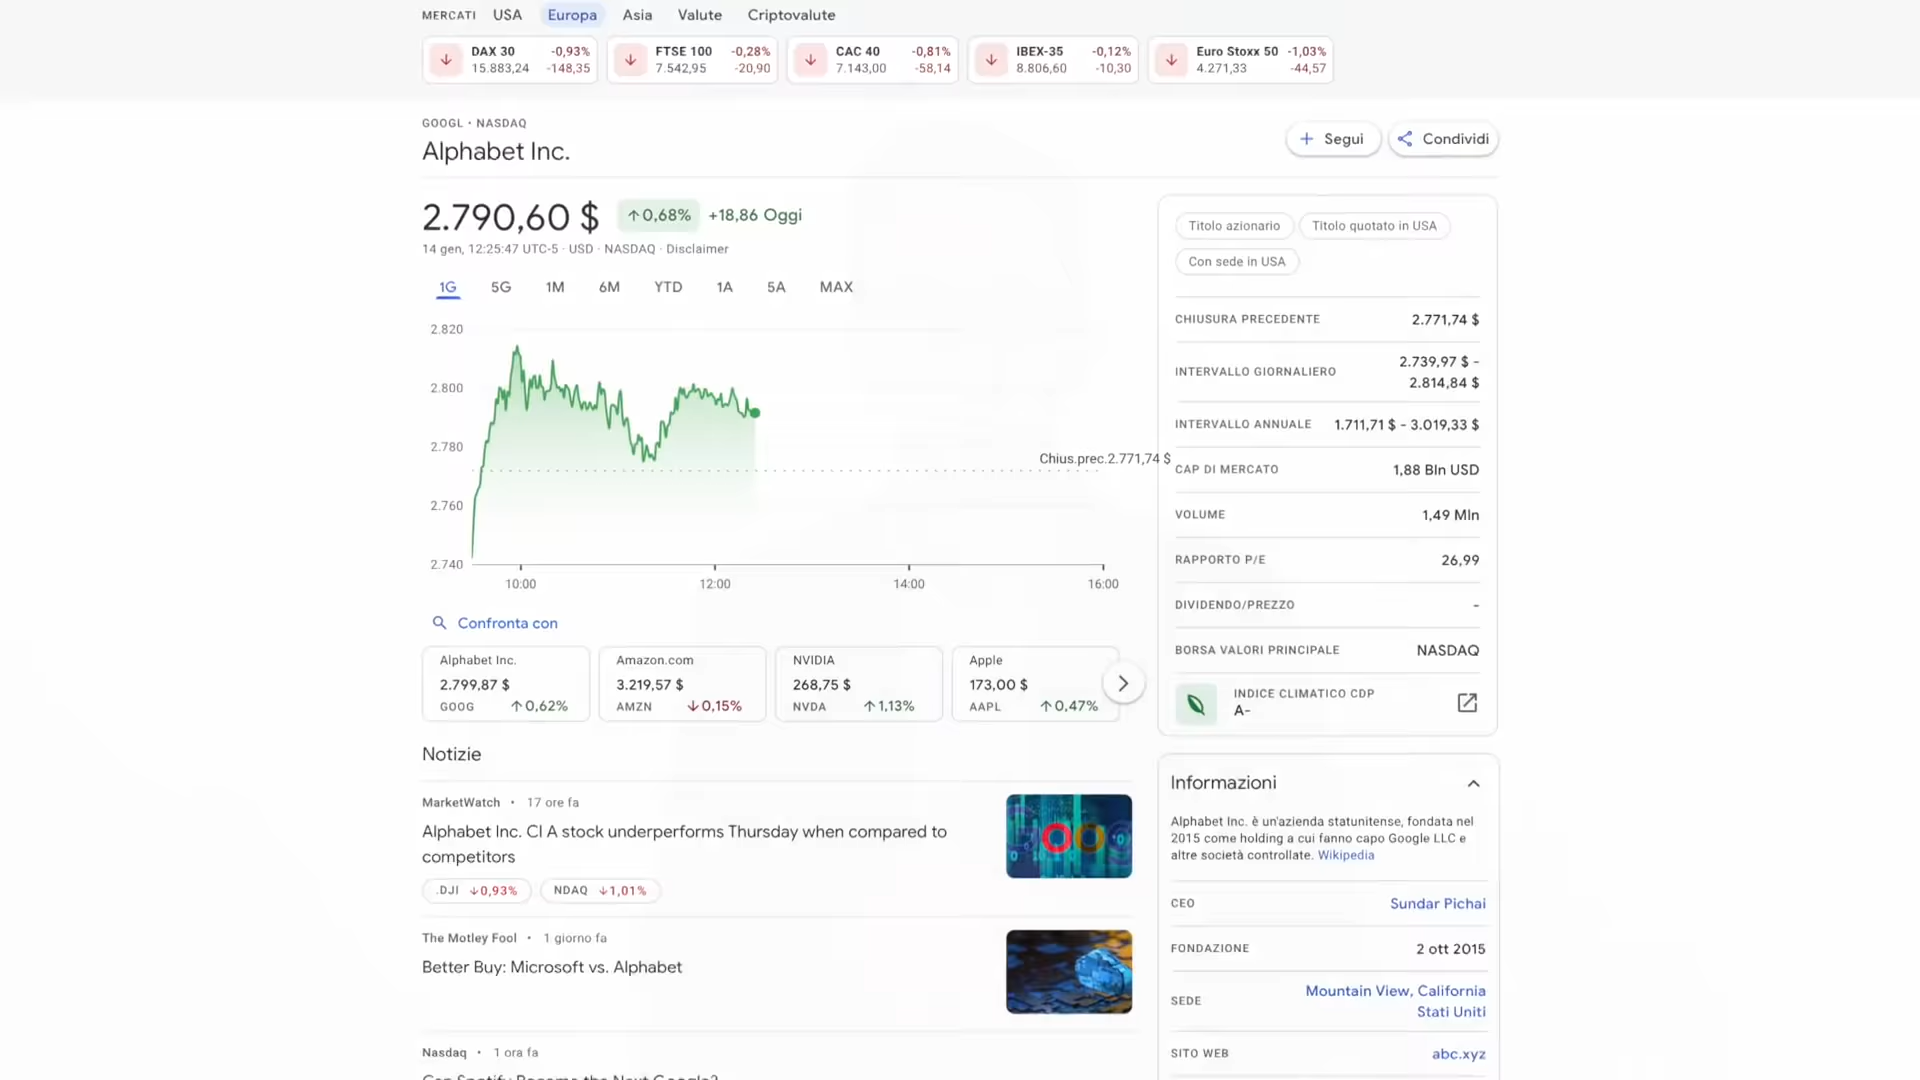 MERCATI USA Europa Asia Valute Criptovalute
DAX 30 -0,93%
15.883,24 -148,35
FTSE 100 -0,28%
7.542,95 -20,90
CAC 40 -0,81%
7.143,00 -58,14
IBEX-35 -0,12%
8.806,60 -10,30
Euro Stoxx 50 -1,03%
4.271,33 -44,57
GOOGL • NASDAQ
Alphabet Inc.
Segui
Condividi
2.790,60 $ ↑0,68% +18,86 Oggi
14 gen, 12:25:47 UTC-5 · USD · NASDAQ · Disclaimer
1G 5G 1M 6M YTD 1A 5A MAX
2.820
2.800
2.780
2.760
2.740
Chius.prec.2.771,74 $
10:00 12:00 14:00 16:00
Confronta con
Alphabet Inc.
2.799,87 $
GOOG ↑0,62%
Amazon.com
3.219,57 $
AMZN ↓0,15%
NVIDIA
268,75 $
NVDA ↑1,13%
Apple
173,00 $
AAPL ↑0,47%
Notizie
MarketWatch • 17 ore fa
Alphabet Inc. Cl A stock underperforms Thursday when compared to
competitors
.DJI ↓0,93% NDAQ ↓1,01%
The Motley Fool • 1 giorno fa
Better Buy: Microsoft vs. Alphabet
Nasdaq • 1 ora fa
Can Spotify Become the Next Google?
Titolo azionario Titolo quotato in USA
Con sede in USA
CHIUSURA PRECEDENTE 2.771,74 $
INTERVALLO GIORNALIERO 2.739,97 $ -
2.814,84 $
INTERVALLO ANNUALE 1.711,71 $ - 3.019,33 $
CAP DI MERCATO 1,88 Bln USD
VOLUME 1,49 Mln
RAPPORTO P/E 26,99
DIVIDENDO/PREZZO -
BORSA VALORI PRINCIPALE NASDAQ
INDICE CLIMATICO CDP
A-
Informazioni
Alphabet Inc. è un'azienda statunitense, fondata nel
2015 come holding a cui fanno capo Google LLC e
altre società controllate. Wikipedia
CEO Sundar Pichai
FONDAZIONE 2 ott 2015
SEDE Mountain View, California
Stati Uniti
SITO WEB abc.xyz